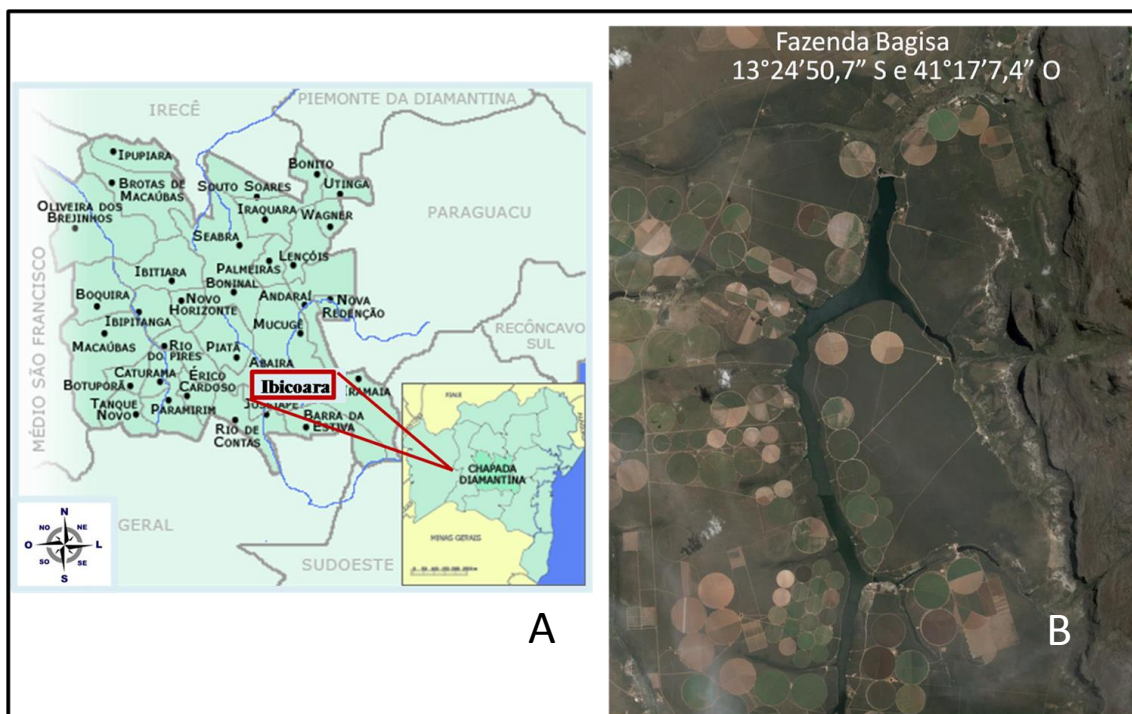 IRECÊ
PIEMONTE DA DIAMANTINA
IPUPIARA
BROTAS DE
MACAÚBAS
OLIVEIRA DOS
BREJINHOS
SOUTO SOARES
BONITO
UTINGA
IRAQUARA
WAGNER
PARAGUACU
SEABRA
PALMEIRAS
LENÇÓIS
IBITIARA
BONINAL
BOQUIRA
NOVO
HORIZONTE
ANDARAÍ
NOVA
REDENÇÃO
IBIPITANGA
MUCUGÊ
RECÔNCAVO
SUL
MACAÚBAS
RIO
DO PIRES
PIATÃ
ABAIRA
CATURAMA
ÉRICO
CARDOSO
Ibicoara
RAMAIA
BOTUPORÃ
TANQUE
NOVO
PARAMIRIM
RIO DE
CONTAS
BARRA DA
ESTIVA
MÉDIO SÃO FRANCISCO
GERAL
SUDOESTE
N
NO
NE
O
L
SO
SE
S
PIAUÍ
CHAPADA
DIAMANTINA
MINAS GERAIS
A
Fazenda Bagisa
13°24'50,7” S e 41°17'7,4” O
B